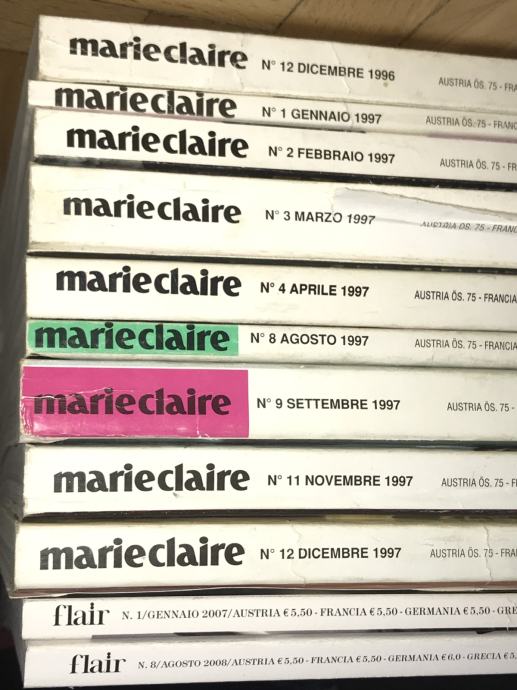 marie claire N° 12 DICEMBRE 1996 AUSTRIA ÖS. 75 - FRA
marie claire N° 1 GENNAIO 1997 AUSTRIA ÖS. 75 - FRANC
marie claire N° 2 FEBBRAIO 1997 AUSTRIA ÖS. 75 - FR
marie claire N° 3 MARZO 1997 AUSTRIA ÖS. 75 - FRANC
marie claire N° 4 APRILE 1997 AUSTRIA ÖS. 75 - FRANCIA
marie claire N° 8 AGOSTO 1997 AUSTRIA ÖS. 75 - FRANCIA
marie claire N° 9 SETTEMBRE 1997 AUSTRIA ÖS. 75 -
marie claire N° 11 NOVEMBRE 1997 AUSTRIA ÖS. 75 - F
marie claire N° 12 DICEMBRE 1997 AUSTRIA ÖS. 75 - FRA
flair N. 1/GENNAIO 2007/AUSTRIA € 5,50 - FRANCIA € 5,50 - GERMANIA € 5,50 - GRE
flair N. 8/AGOSTO 2008/AUSTRIA € 5,50 - FRANCIA € 5,50 - GERMANIA € 6,0 - GRECIA € 5,